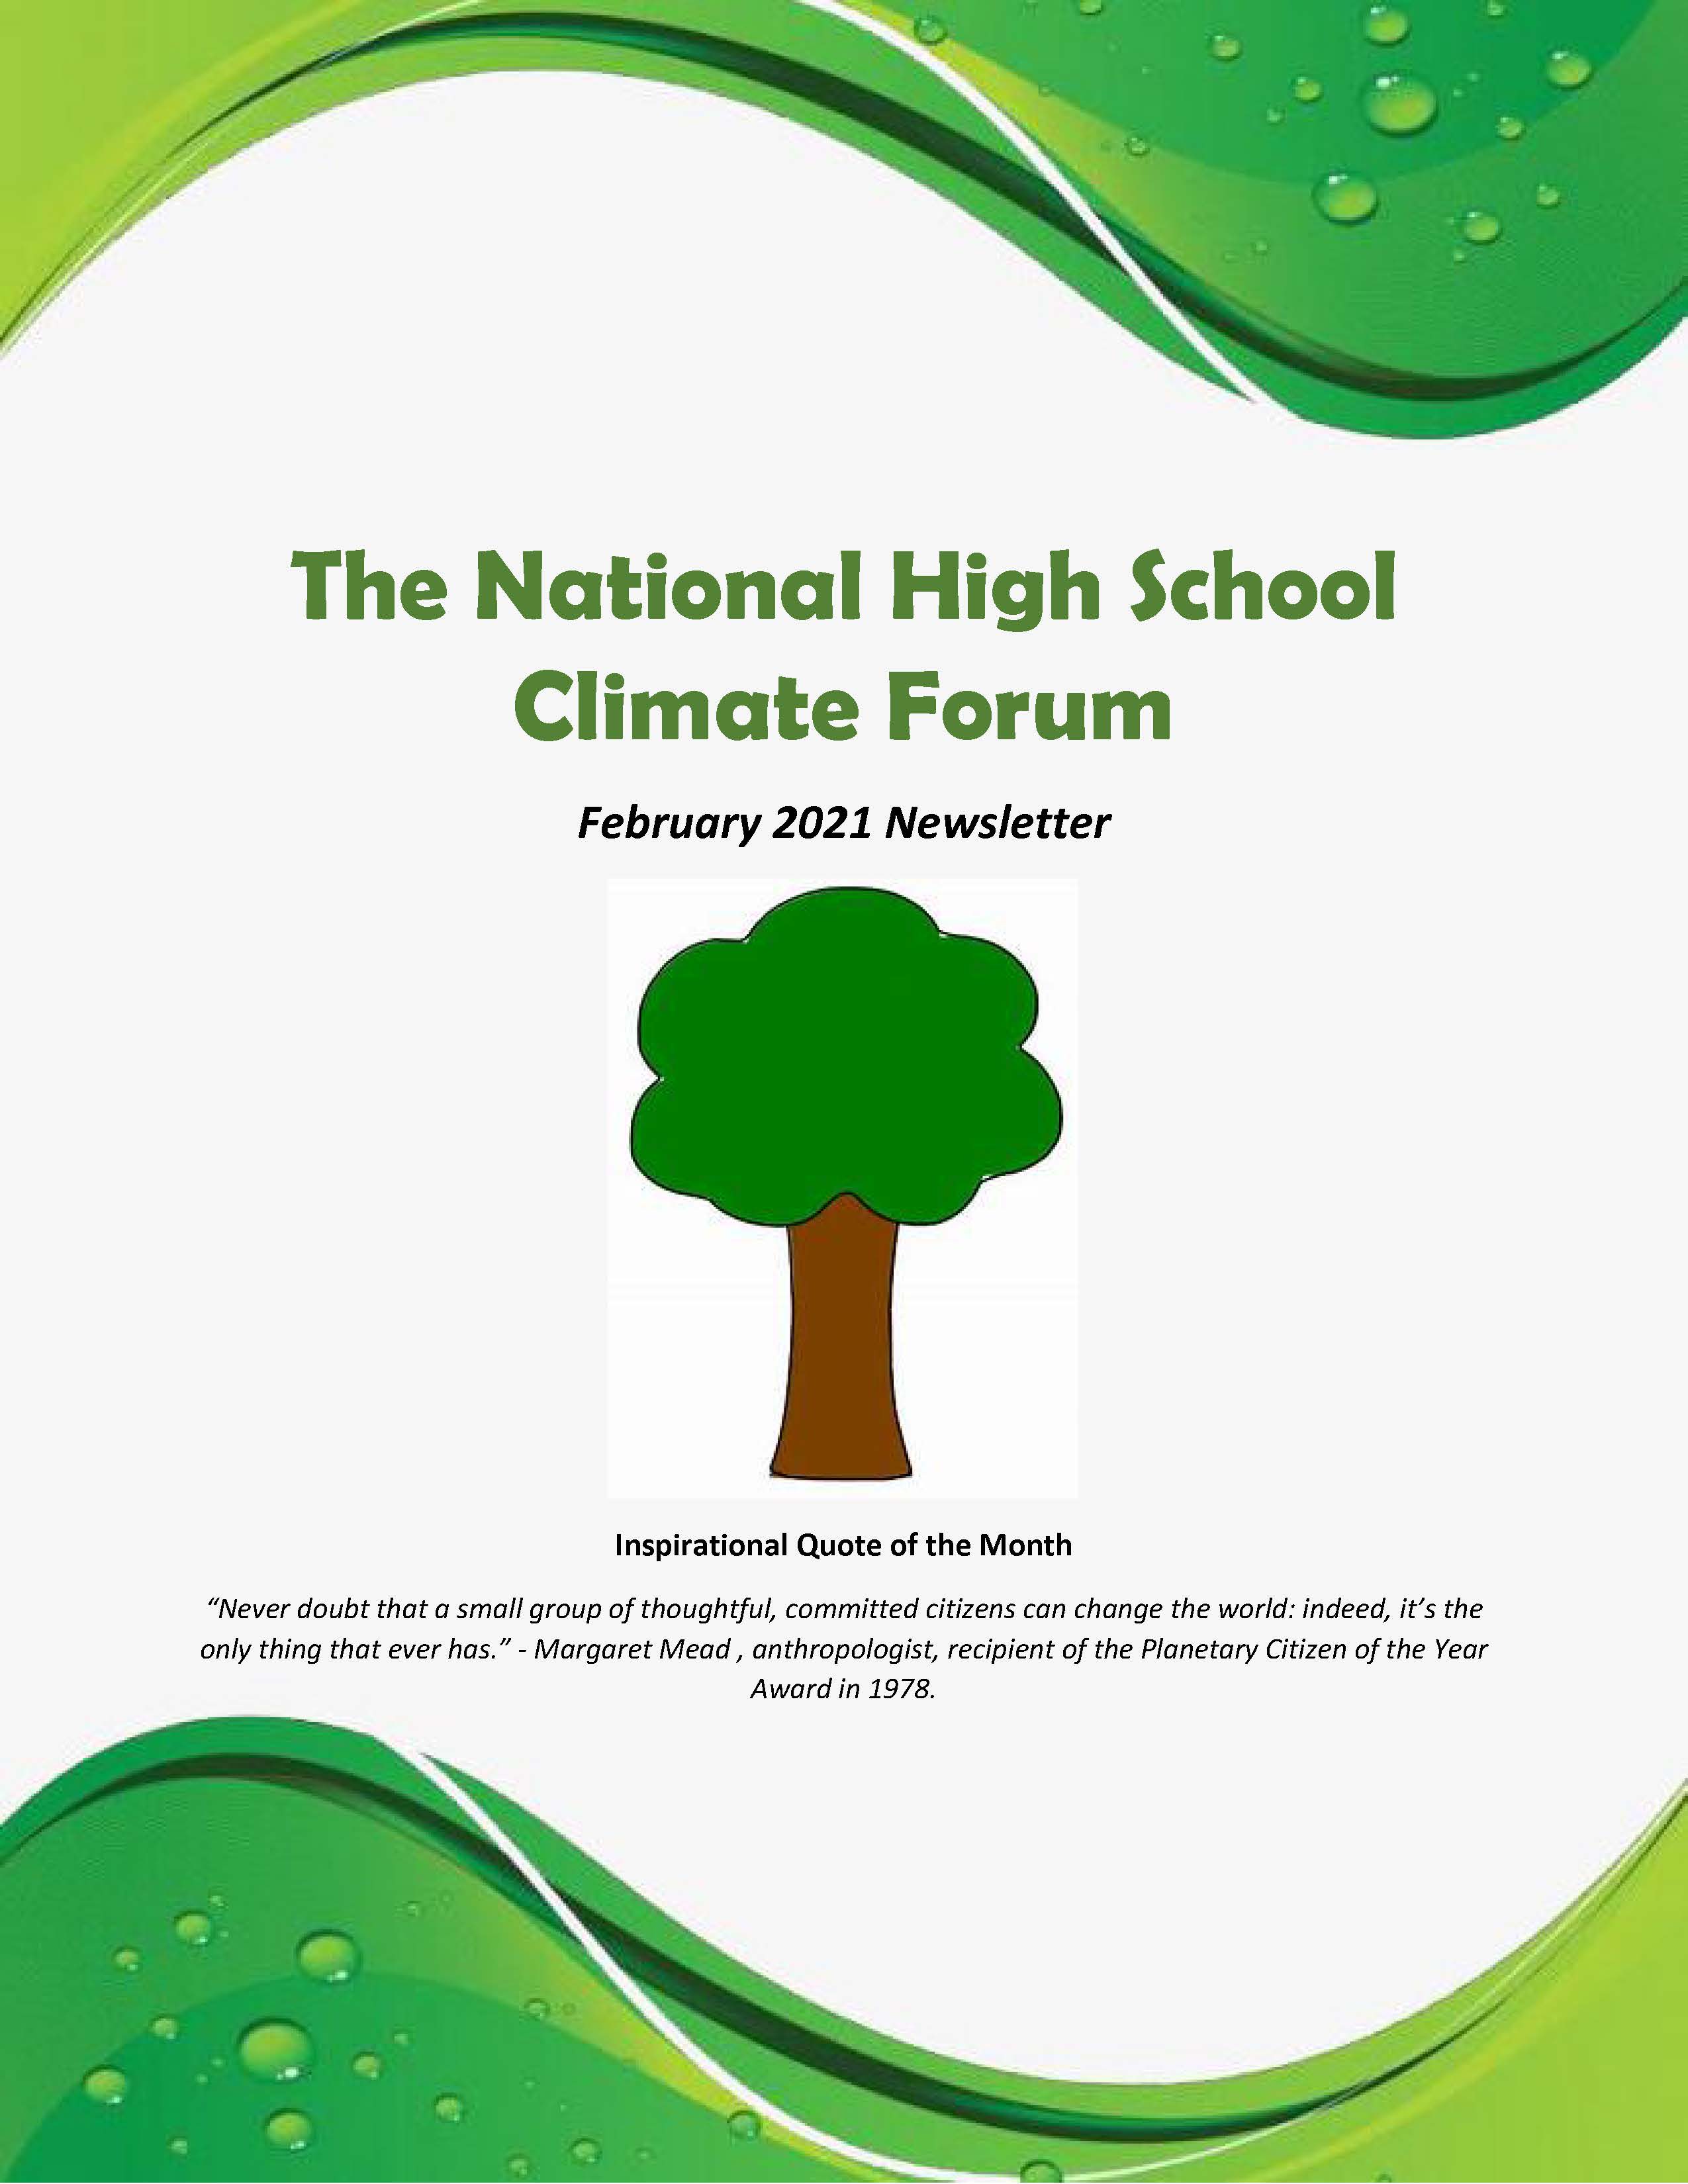 The National High School
Climate Forum
February 2021 Newsletter
Inspirational Quote of the Month
“Never doubt that a small group of thoughtful, committed citizens can change the world: indeed, it’s the
only thing that ever has.” - Margaret Mead , anthropologist, recipient of the Planetary Citizen of the Year
Award in 1978.